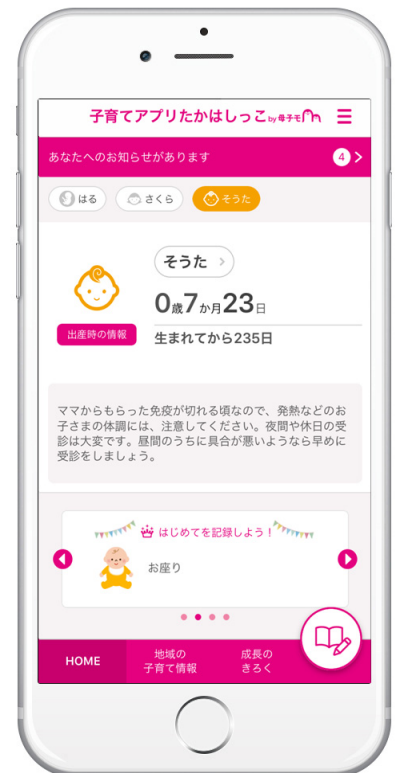 子育てアプリたかはしっこby母子モ
あなたへのお知らせがあります 4
はる さくら そうた
そうた
0歳7か月23日
出産時の情報
生まれてから235日
ママからもらった免疫が切れる頃なので、発熱などのお
子さまの体調には、注意してください。夜間や休日の受
診は大変です。昼間のうちに具合が悪いようなら早めに
受診をしましょう。
はじめてを記録しよう!
お座り
HOME
地域の
子育て情報
成長の
きろく